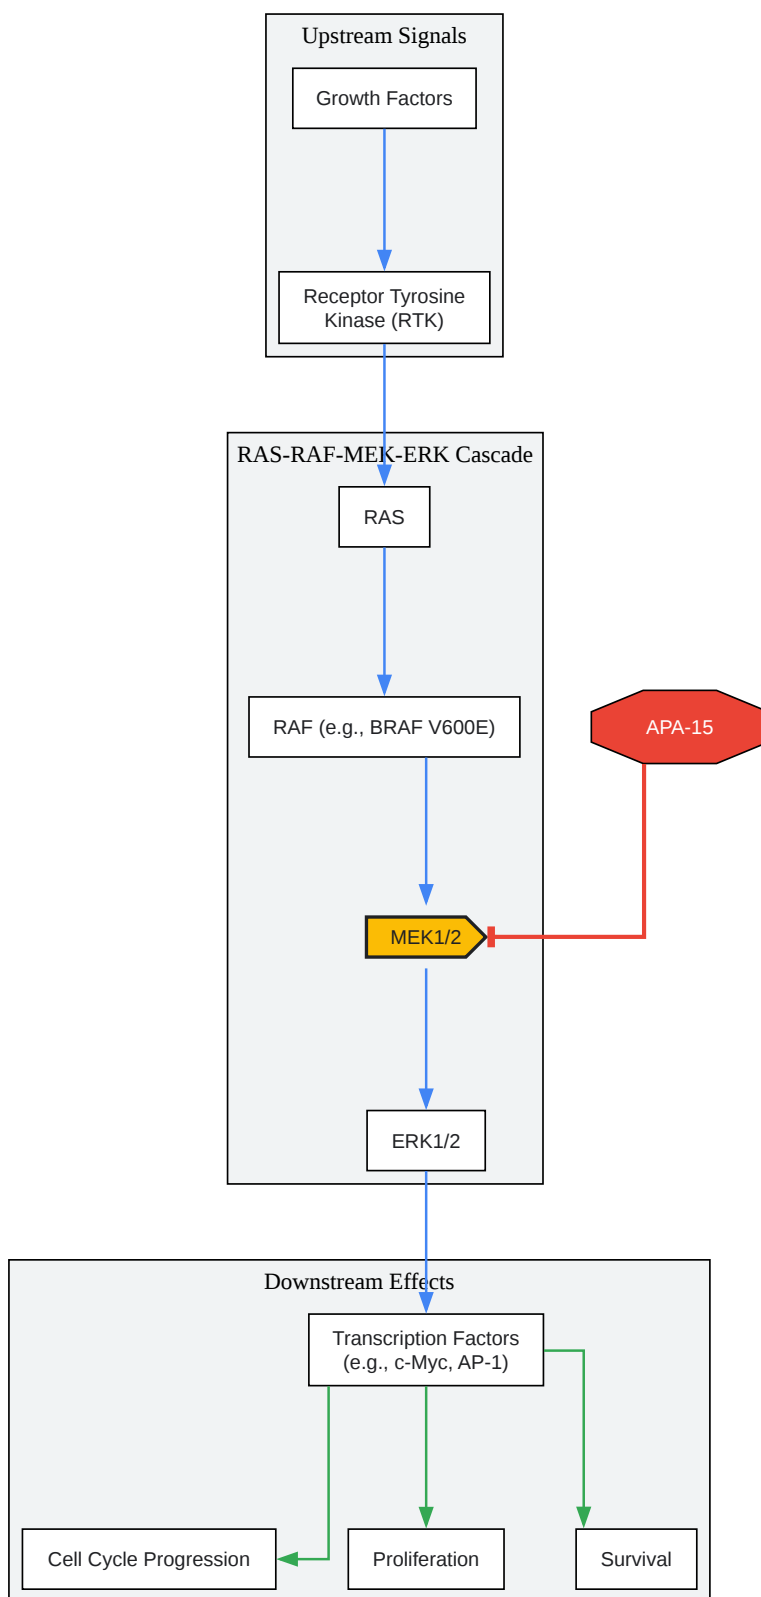 Upstream Signals
Growth Factors
Receptor Tyrosine
Kinase (RTK)
RAS-RAF-MEK-ERK Cascade
RAS
RAF (e.g., BRAF V600E)
APA-15
MEK1/2
ERK1/2
Downstream Effects
Transcription Factors
(e.g., c-Myc, AP-1)
Cell Cycle Progression
Proliferation
Survival